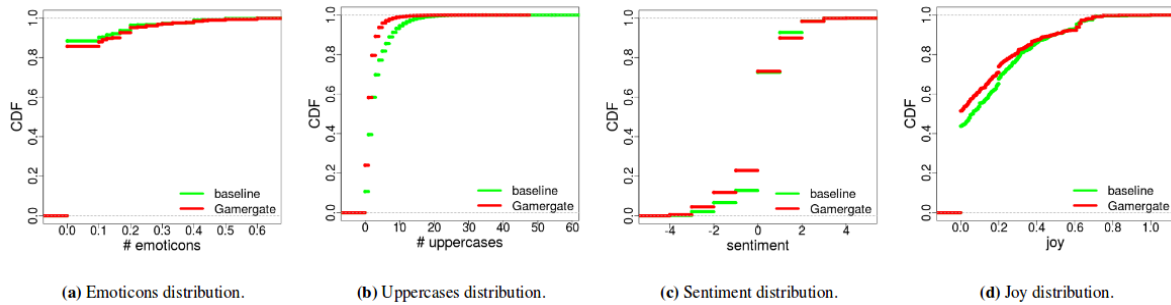 CDF
0.0 0.2 0.4 0.6 0.8 1.0
baseline
Gamergate
0.0 0.1 0.2 0.3 0.4 0.5 0.6
# emoticons
(a) Emoticons distribution.
CDF
0.0 0.2 0.4 0.6 0.8 1.0
baseline
Gamergate
0 10 20 30 40 50 60
# uppercases
(b) Uppercases distribution.
CDF
0.0 0.2 0.4 0.6 0.8 1.0
baseline
Gamergate
-4 -2 0 2 4
sentiment
(c) Sentiment distribution.
CDF
0.0 0.2 0.4 0.6 0.8 1.0
baseline
Gamergate
0.0 0.2 0.4 0.6 0.8 1.0
joy
(d) Joy distribution.